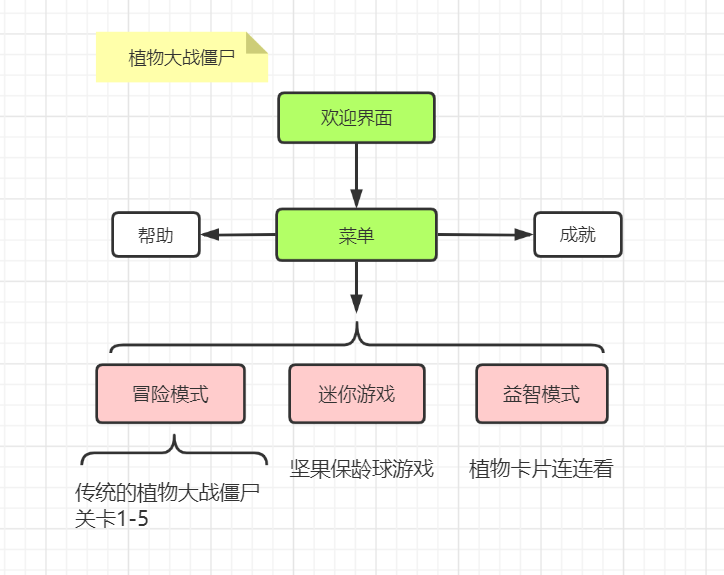 植物大战僵尸
欢迎界面
帮助
菜单
成就
冒险模式
迷你游戏
益智模式
坚果保龄球游戏
植物卡片连连看
传统的植物大战僵尸
关卡1-5